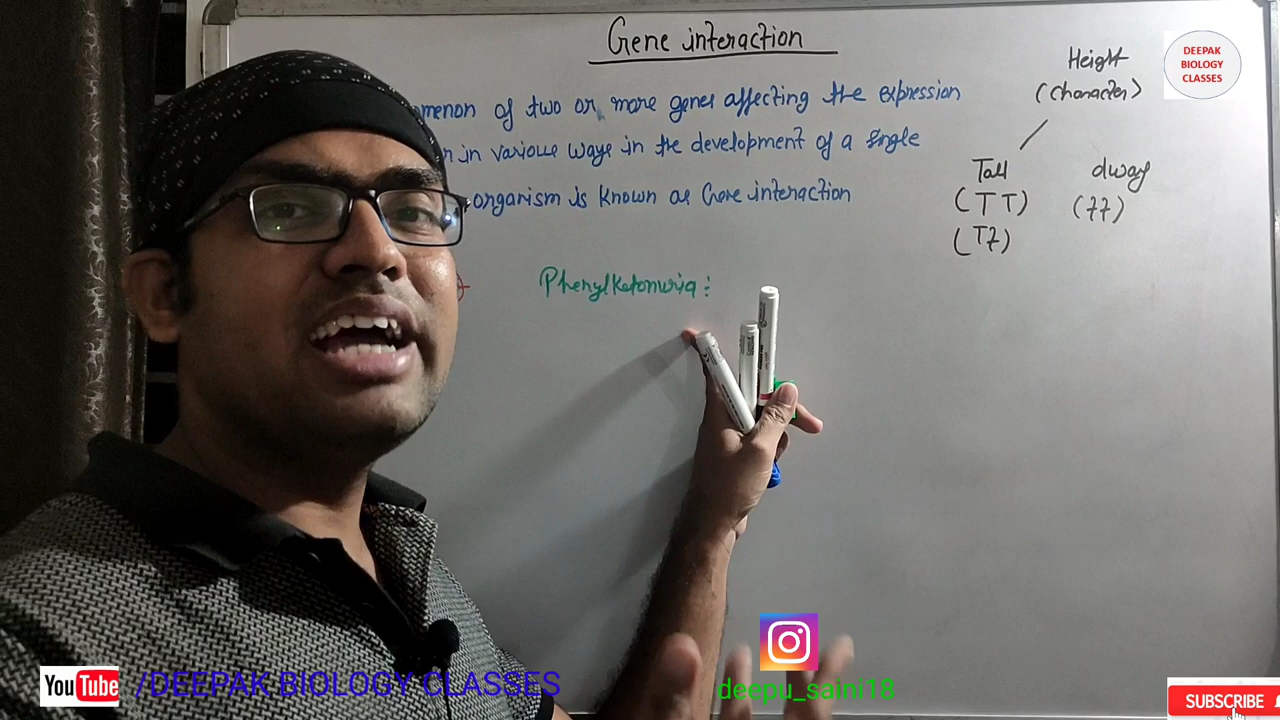 Gene interaction
menon of two or more genes affecting the expression
n in various ways in the development of a single
organism is known as Gene interaction
Height
(character)
Tall
dwarf
(TT)
(tt)
(Tt)
Phenylketonuria:
DEEPAK
BIOLOGY
CLASSES
YouTube /DEEPAK BIOLOGY CLASSES
deepu_saini18
SUBSCRIBE